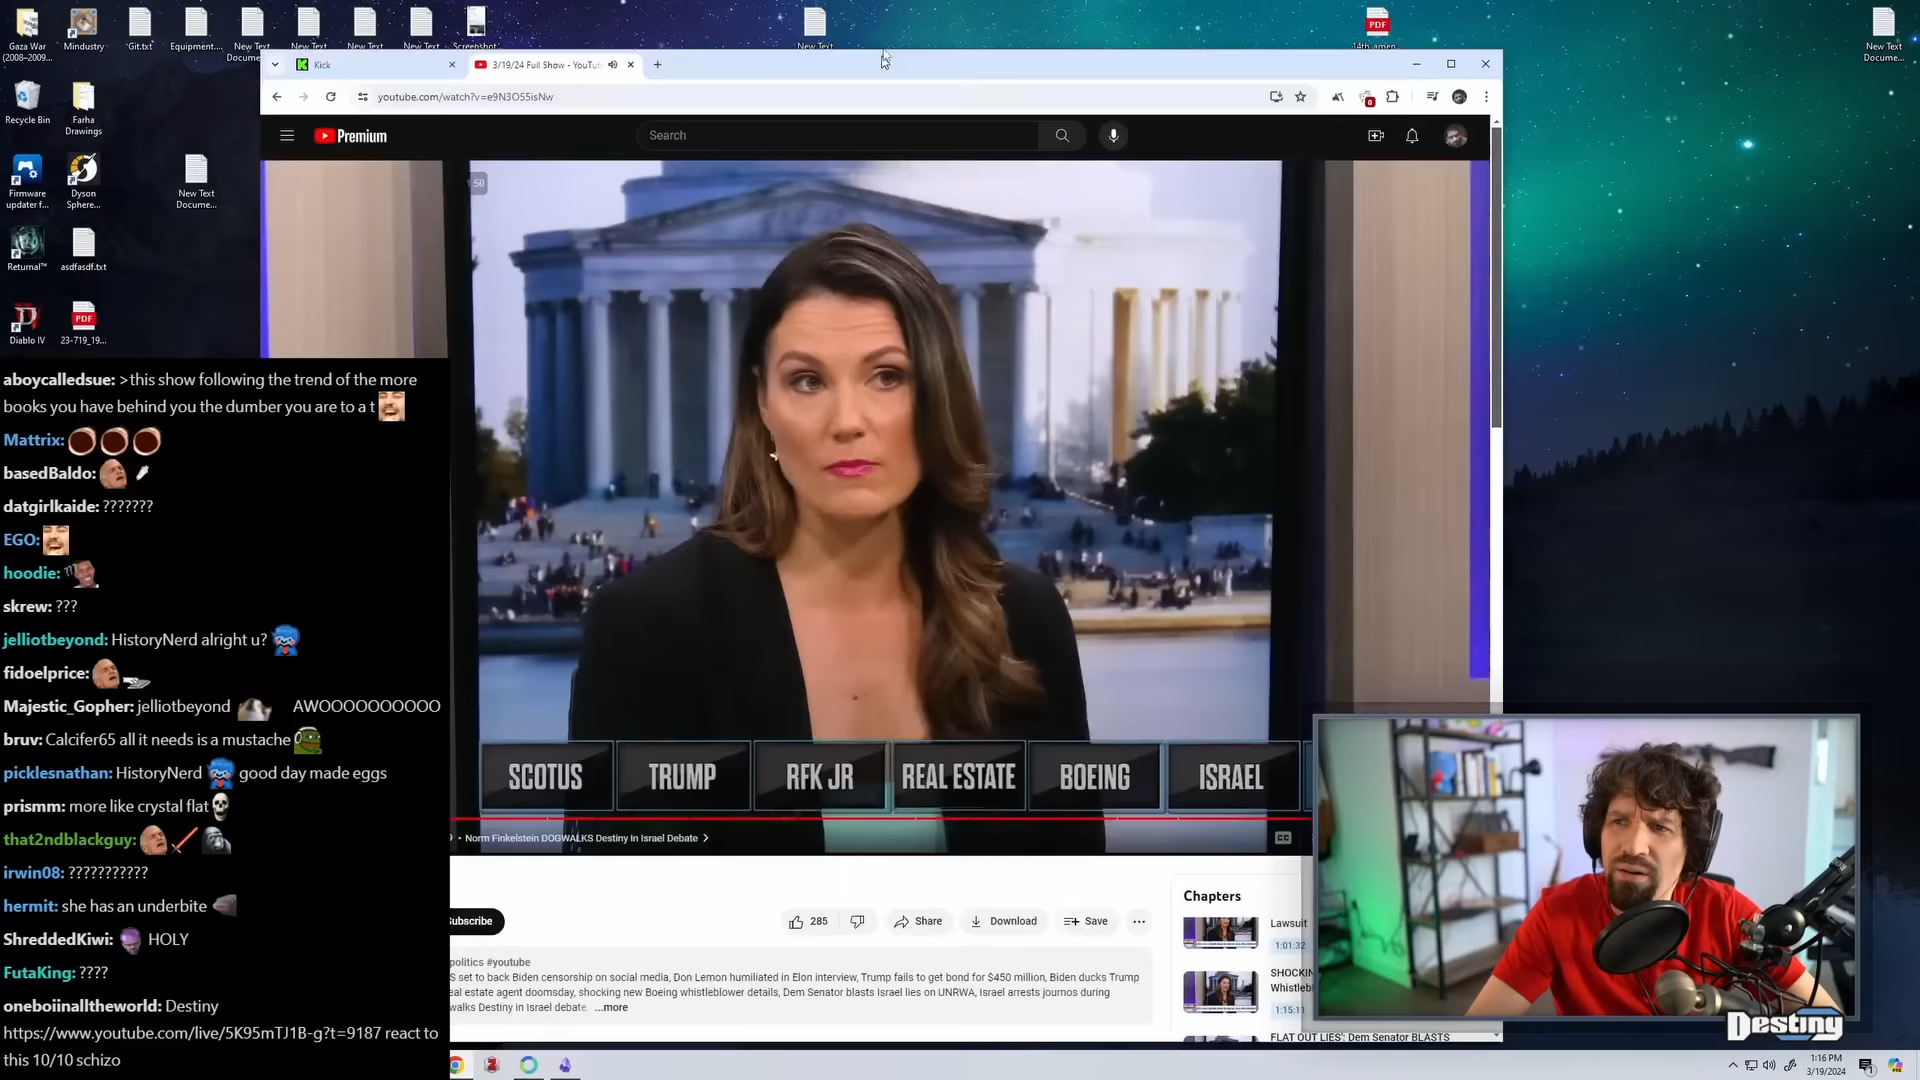 Gaza War
(2008–2009...
Mindustry
Git.txt
Equipment....
New Text
Docume...
New Text
New Text
New Text
Screenshot
New Text
14th_amen...
New Text
Docume...
Kick
3/19/24 Full Show - YouTu
youtube.com/watch?v=e9N3O55isNw
0
Recycle Bin
Farha
Drawings
Premium
Search
Firmware
updater f...
Dyson
Sphere...
New Text
Docume...
Returnal™
asdfasdf.txt
Diablo IV
PDF
23-719_19...
PDF
aboycalledsue: >this show following the trend of the more
books you have behind you the dumber you are to a t
Mattrix:
basedBaldo:
datgirlkaide: ???????
EGO:
hoodie:
skrew: ???
jelliotbeyond: HistoryNerd alright u?
fidoelprice:
Majestic_Gopher: jelliotbeyond AWOOOOOOOOOO
bruv: Calcifer65 all it needs is a mustache
picklesnathan: HistoryNerd good day made eggs
prismm: more like crystal flat
that2ndblackguy:
irwin08: ???????????
hermit: she has an underbite
ShreddedKiwi: HOLY
FutaKing: ????
oneboiinalltheworld: Destiny
https://www.youtube.com/live/5K95mTJ1B-g?t=9187 react to
this 10/10 schizo
SCOTUS
TRUMP
RFK JR
REAL ESTATE
BOEING
ISRAEL
• Norm Finkelstein DOGWALKS Destiny In Israel Debate
CC
ubscribe
285
Share
Download
Save
politics #youtube
S set to back Biden censorship on social media, Don Lemon humiliated in Elon interview, Trump fails to get bond for $450 million, Biden ducks Trump
eal estate agent doomsday, shocking new Boeing whistleblower details, Dem Senator blasts Israel lies on UNRWA, Israel arrests journos during
walks Destiny in Israel debate. ...more
Chapters
Lawsuit
1:01:32
SHOCKIN
Whistlebl
1:15:11
FLAT OUT LIES': Dem Senator BLASTS
Destiny
1:16 PM
3/19/2024